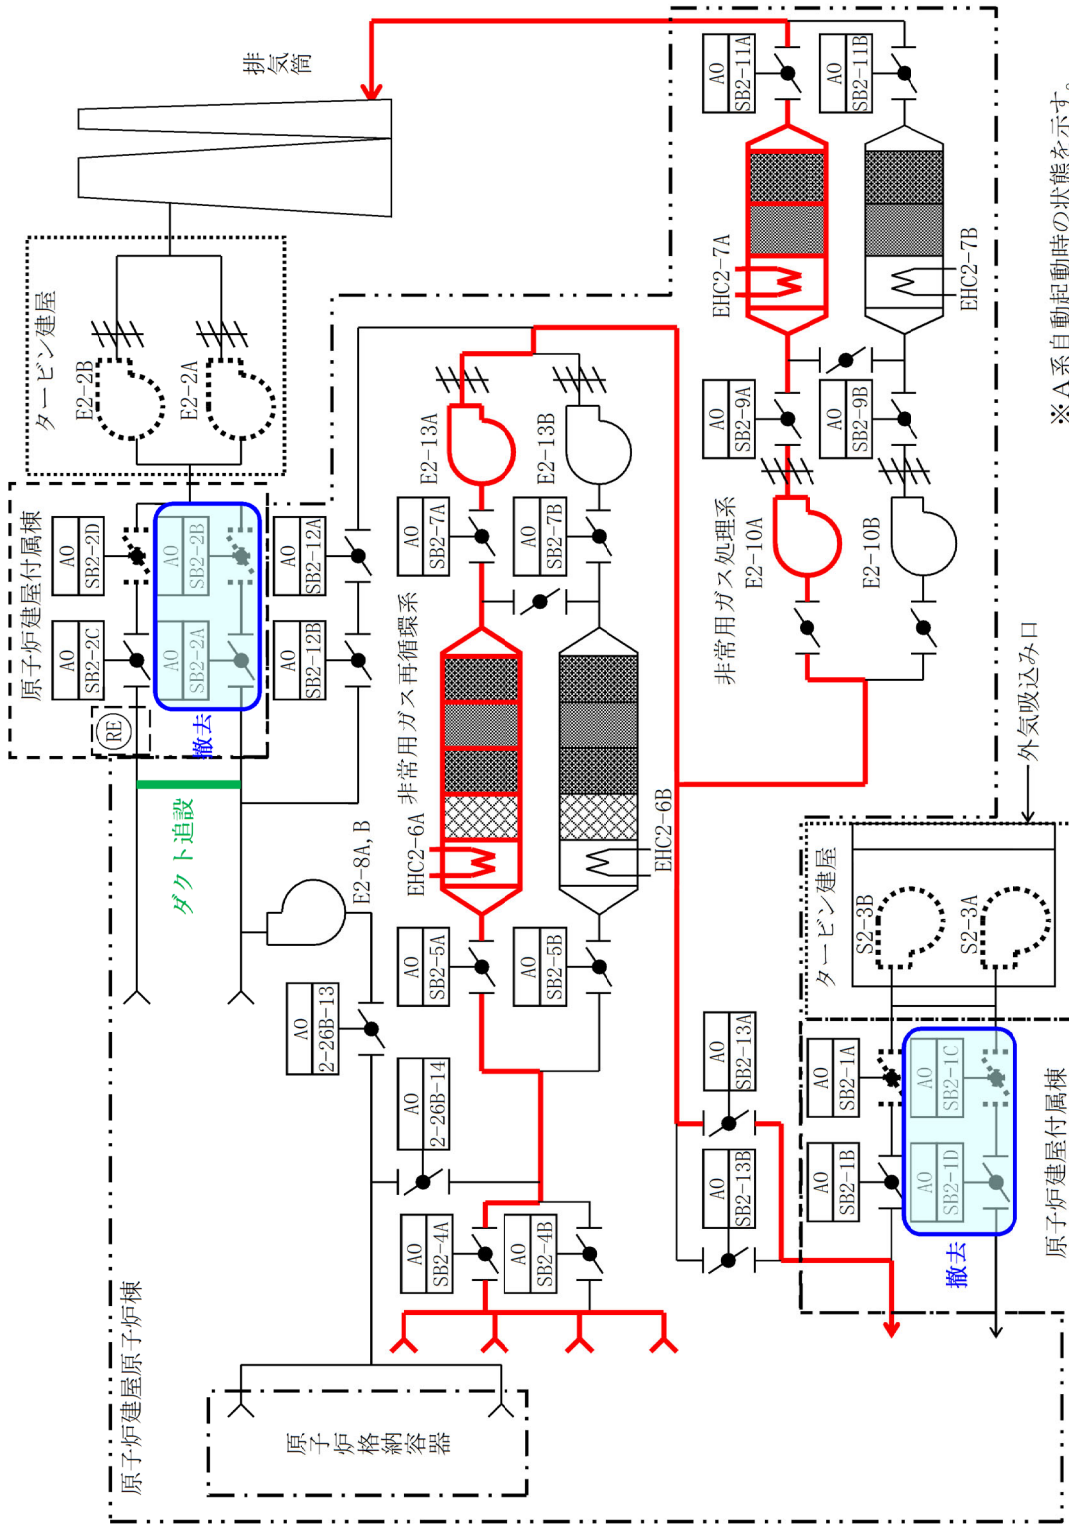 原子炉建屋原子炉棟
原子炉格納容器
原子炉建屋付属棟
タービン建屋
排気筒
E2-2B
E2-2A
AO
SB2-2D
AO
SB2-2C
AO
SB2-2B
AO
SB2-2A
撤去
RE
ダクト追設
AO
SB2-12A
AO
SB2-12B
E2-8A,B
AO
2-26B-13
AO
2-26B-14
非常用ガス再循環系
EHC2-6A
EHC2-6B
AO
SB2-4A
AO
SB2-4B
AO
SB2-5A
AO
SB2-5B
AO
SB2-7A
AO
SB2-7B
E2-13A
E2-13B
非常用ガス処理系
E2-10A
E2-10B
AO
SB2-9A
AO
SB2-9B
EHC2-7A
EHC2-7B
AO
SB2-11A
AO
SB2-11B
AO
SB2-13A
AO
SB2-13B
AO
SB2-1A
AO
SB2-1B
AO
SB2-1C
AO
SB2-1D
撤去
原子炉建屋付属棟
タービン建屋
S2-3B
S2-3A
外気吸込み口
※A系自動起動時の状態を示す。